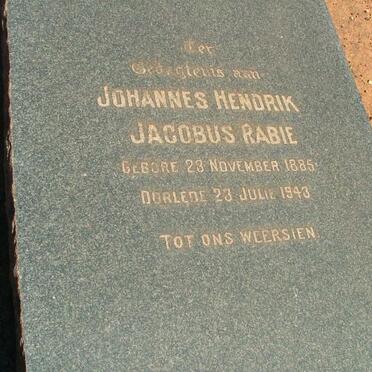 Ter
Gedagtenis aan
JOHANNES HENDRIK
JACOBUS RABIE
GEBORE 23 NOVEMBER 1885
OORLEDE 23 JULIE 1943
TOT ONS WEERSIEN.